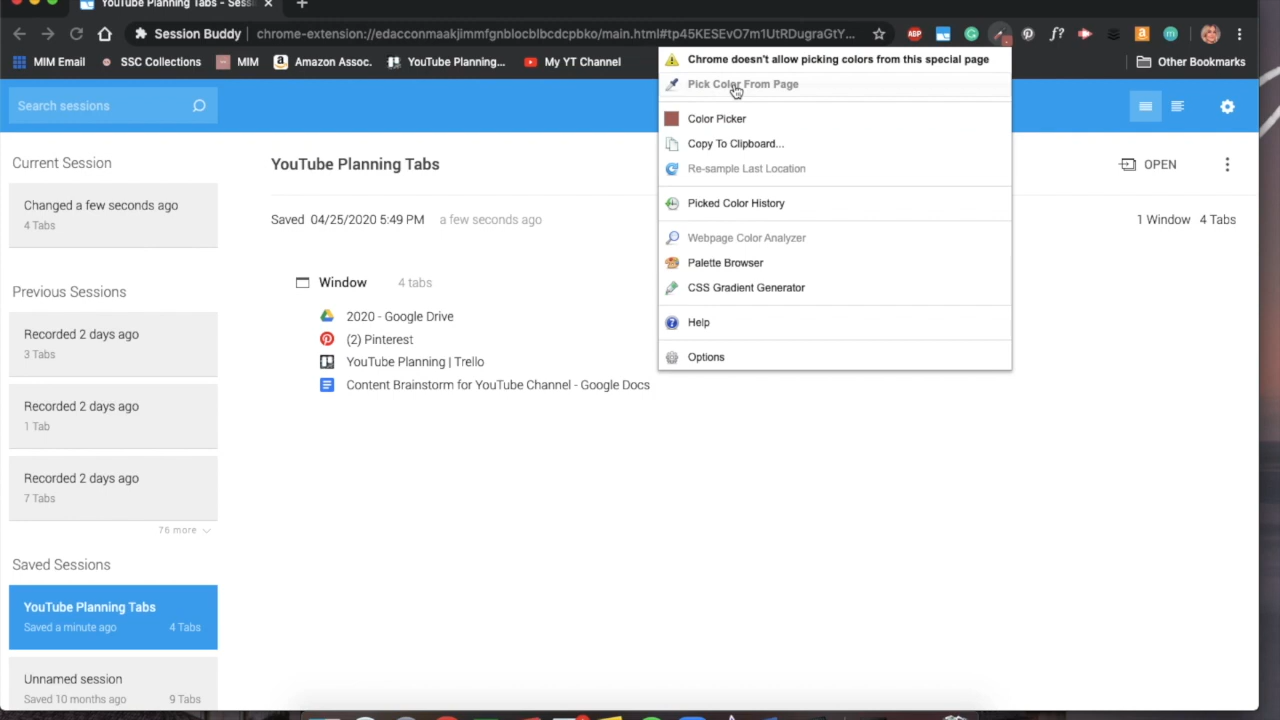 YouTube Planning Tabs - Sess
Session Buddy
chrome-extension://edacconmaakjimmfgnblocblbcdcpbko/main.html#tp45KESEvO7m1UtRDugraGtY...
ABP
f?
MIM Email
SSC Collections
MIM
Amazon Assoc.
YouTube Planning...
My YT Channel
Other Bookmarks
Chrome doesn't allow picking colors from this special page
Pick Color From Page
Color Picker
Copy To Clipboard...
Re-sample Last Location
Picked Color History
Webpage Color Analyzer
Palette Browser
CSS Gradient Generator
Help
Options
Search sessions
Current Session
Changed a few seconds ago
4 Tabs
Previous Sessions
Recorded 2 days ago
3 Tabs
Recorded 2 days ago
1 Tab
Recorded 2 days ago
7 Tabs
76 more
Saved Sessions
YouTube Planning Tabs
Saved a minute ago 4 Tabs
Unnamed session
Saved 10 months ago 9 Tabs
YouTube Planning Tabs
OPEN
Saved 04/25/2020 5:49 PM a few seconds ago
1 Window 4 Tabs
Window 4 tabs
2020 - Google Drive
(2) Pinterest
YouTube Planning | Trello
Content Brainstorm for YouTube Channel - Google Docs